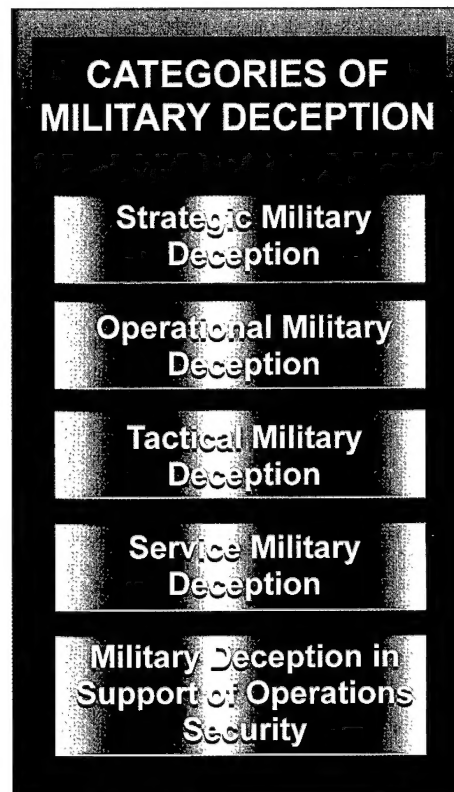 CATEGORIES OF
MILITARY DECEPTION
Strategic Military
Deception
Operational Military
Deception
Tactical Military
Deception
Service Military
Deception
Military Deception in
Support of Operations
Security